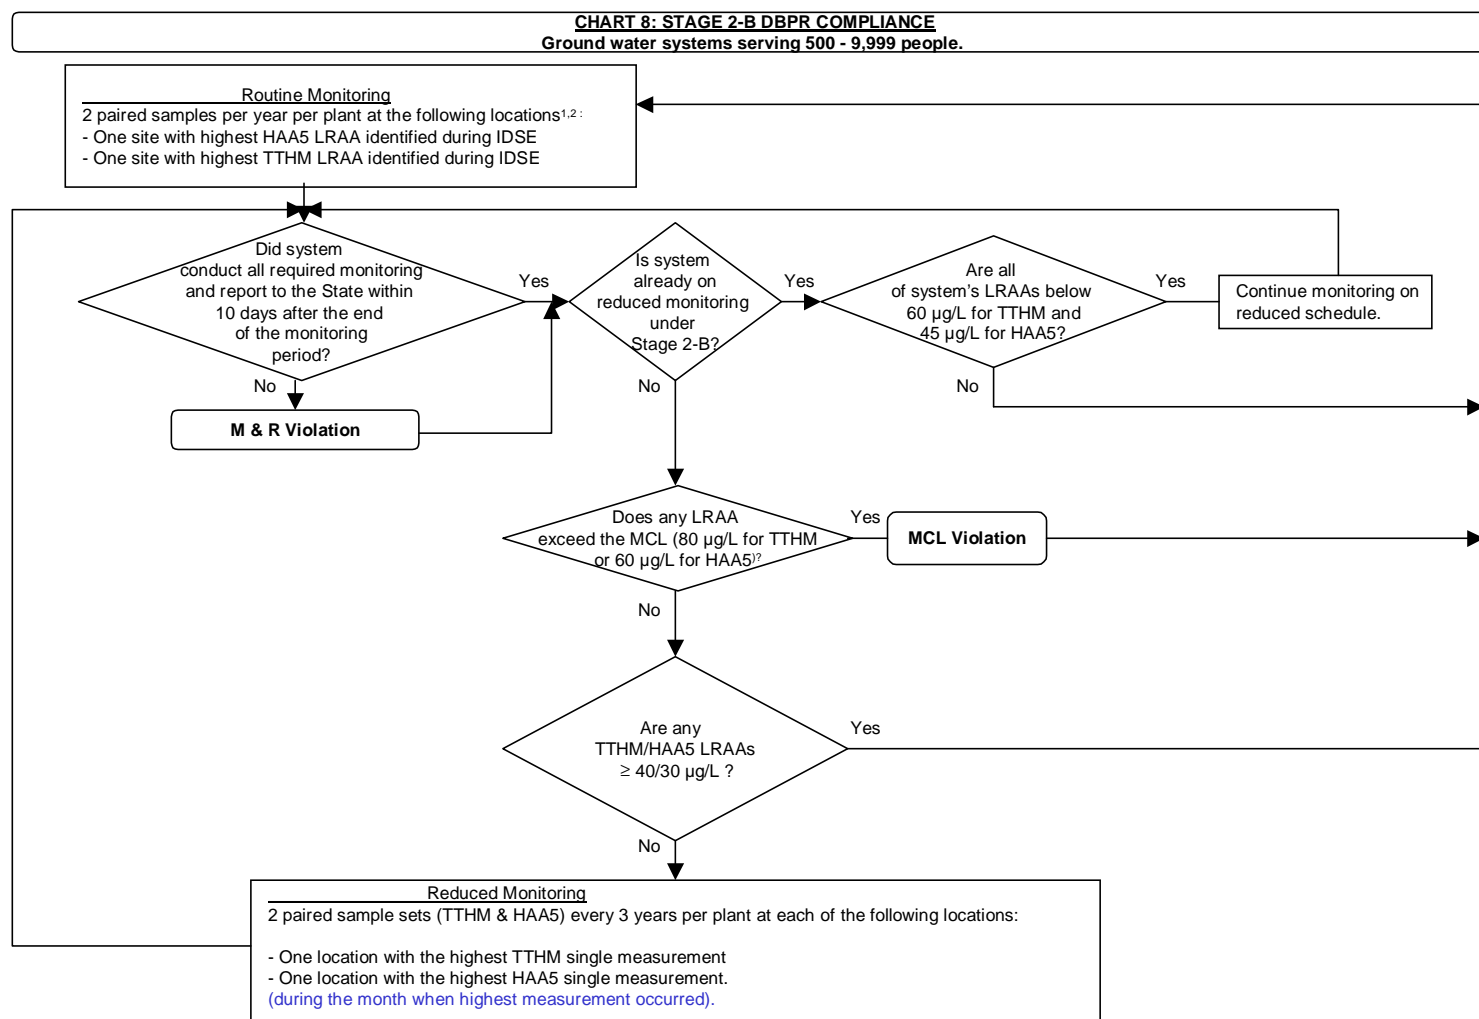 CHART 8: STAGE 2-B DBPR COMPLIANCE
Ground water systems serving 500 - 9,999 people.
Routine Monitoring
2 paired samples per year per plant at the following locations1,2 :
- One site with highest HAA5 LRAA identified during IDSE
- One site with highest TTHM LRAA identified during IDSE
Did system
conduct all required monitoring
and report to the State within
10 days after the end
of the monitoring
period?
Yes
No
M & R Violation
Is system
already on
reduced monitoring
under
Stage 2-B?
Yes
No
Are all
of system's LRAAs below
60 µg/L for TTHM and
45 µg/L for HAA5?
Yes
No
Continue monitoring on
reduced schedule.
Does any LRAA
exceed the MCL (80 µg/L for TTHM
or 60 µg/L for HAA5)?
Yes
No
MCL Violation
Are any
TTHM/HAA5 LRAAs
≥ 40/30 µg/L ?
Yes
No
Reduced Monitoring
2 paired sample sets (TTHM & HAA5) every 3 years per plant at each of the following locations:
- One location with the highest TTHM single measurement
- One location with the highest HAA5 single measurement.
(during the month when highest measurement occurred).